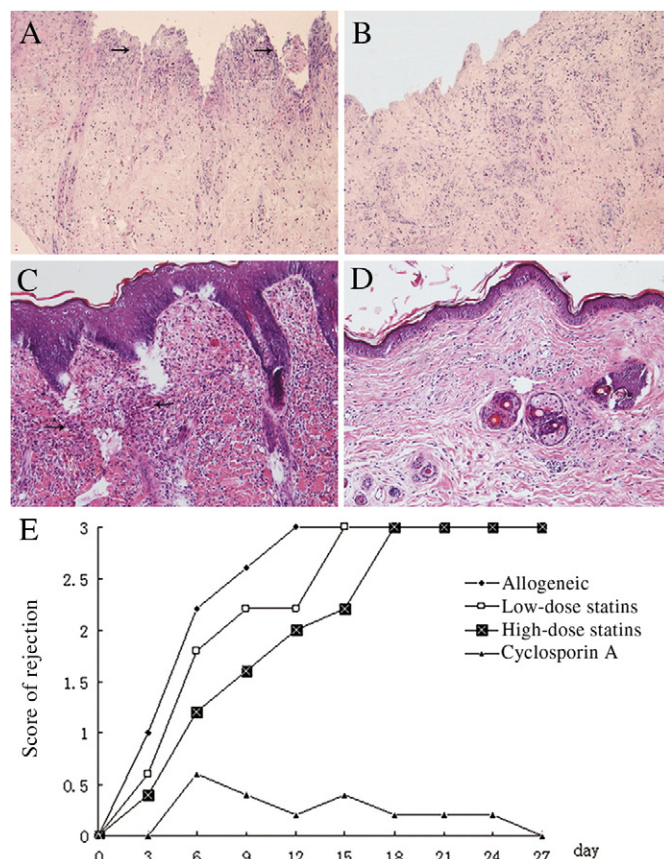 A
B
C
D
E
3
2.5
2
1.5
1
0.5
0
Score of rejection
Allogeneic
Low-dose statins
High-dose statins
Cyclosporin A
0 3 6 9 12 15 18 21 24 27
day